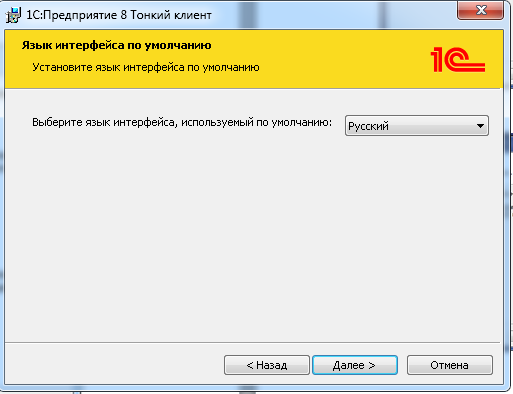 1С:Предприятие 8 Тонкий клиент
Язык интерфейса по умолчанию
Установите язык интерфейса по умолчанию
1С
Выберите язык интерфейса, используемый по умолчанию:
Русский
< Назад
Далее >
Отмена